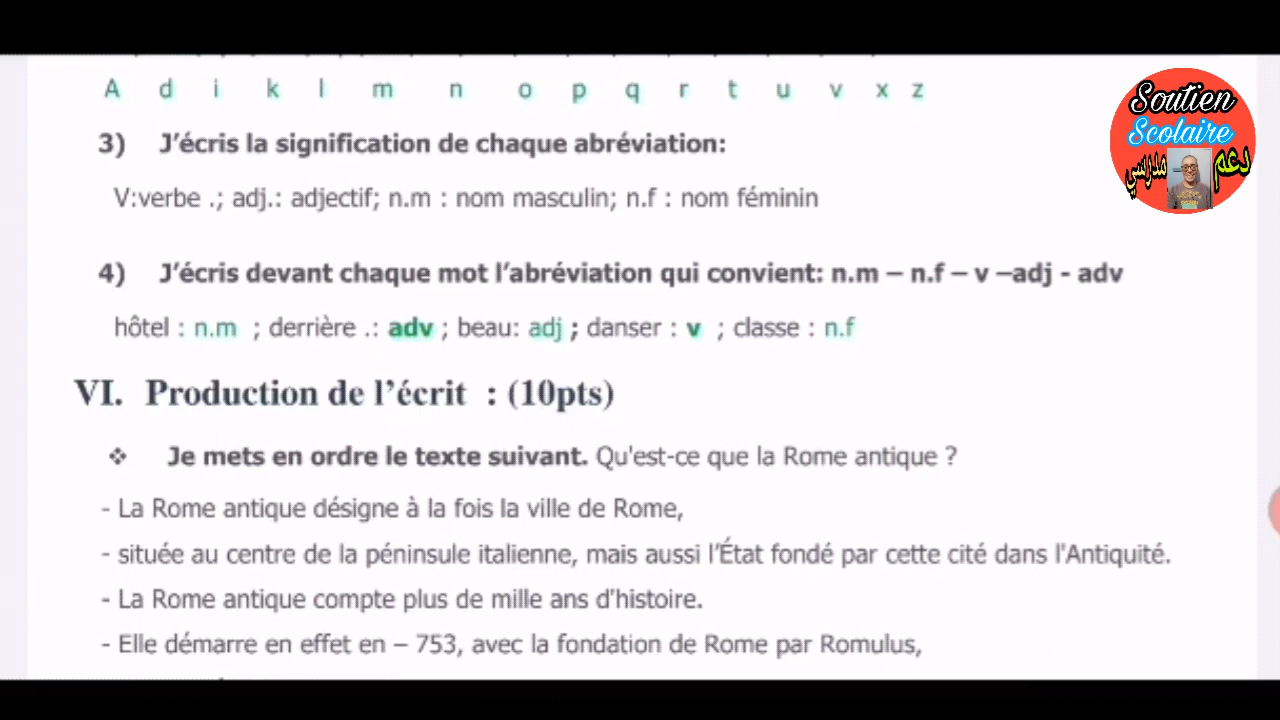 A d i k l m n o p q r t u v x z
3) J'écris la signification de chaque abréviation:
V:verbe .; adj.: adjectif; n.m : nom masculin; n.f : nom féminin
4) J'écris devant chaque mot l'abréviation qui convient: n.m – n.f – v –adj - adv
hôtel : n.m ; derrière .: adv ; beau: adj ; danser : v ; classe : n.f
VI. Production de l'écrit : (10pts)
❖ Je mets en ordre le texte suivant. Qu'est-ce que la Rome antique ?
- La Rome antique désigne à la fois la ville de Rome,
- située au centre de la péninsule italienne, mais aussi l'État fondé par cette cité dans l'Antiquité.
- La Rome antique compte plus de mille ans d'histoire.
- Elle démarre en effet en – 753, avec la fondation de Rome par Romulus,
Soutien
Scolaire
دعم مدرسي